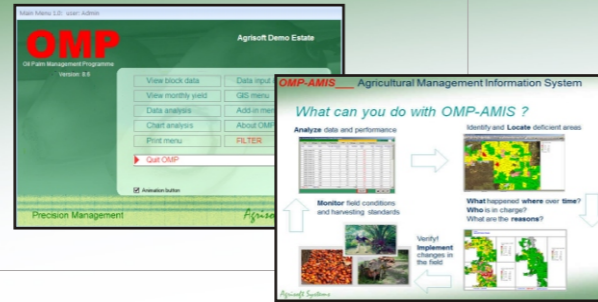 Main Menu 1.0: user: Admin
OMP
Oil Palm Management Programme
Version: 8.6
Agrisoft Demo Estate
View block data
Data input
View monthly yield
GIS menu
Data analysis
Add-in
Chart analysis
About OMP
Print menu
FILTER
Quit OMP
Animation button
Precision Management
OMP-AMIS___ Agricultural Management Information System
What can you do with OMP-AMIS ?
Analyze data and performance
Identify and Locate deficient areas
Monitor field conditions
and harvesting standards
What happened where over time?
Who is in charge?
What are the reasons?
Verify!
Implement
changes in
the field
Agrisoft Systems